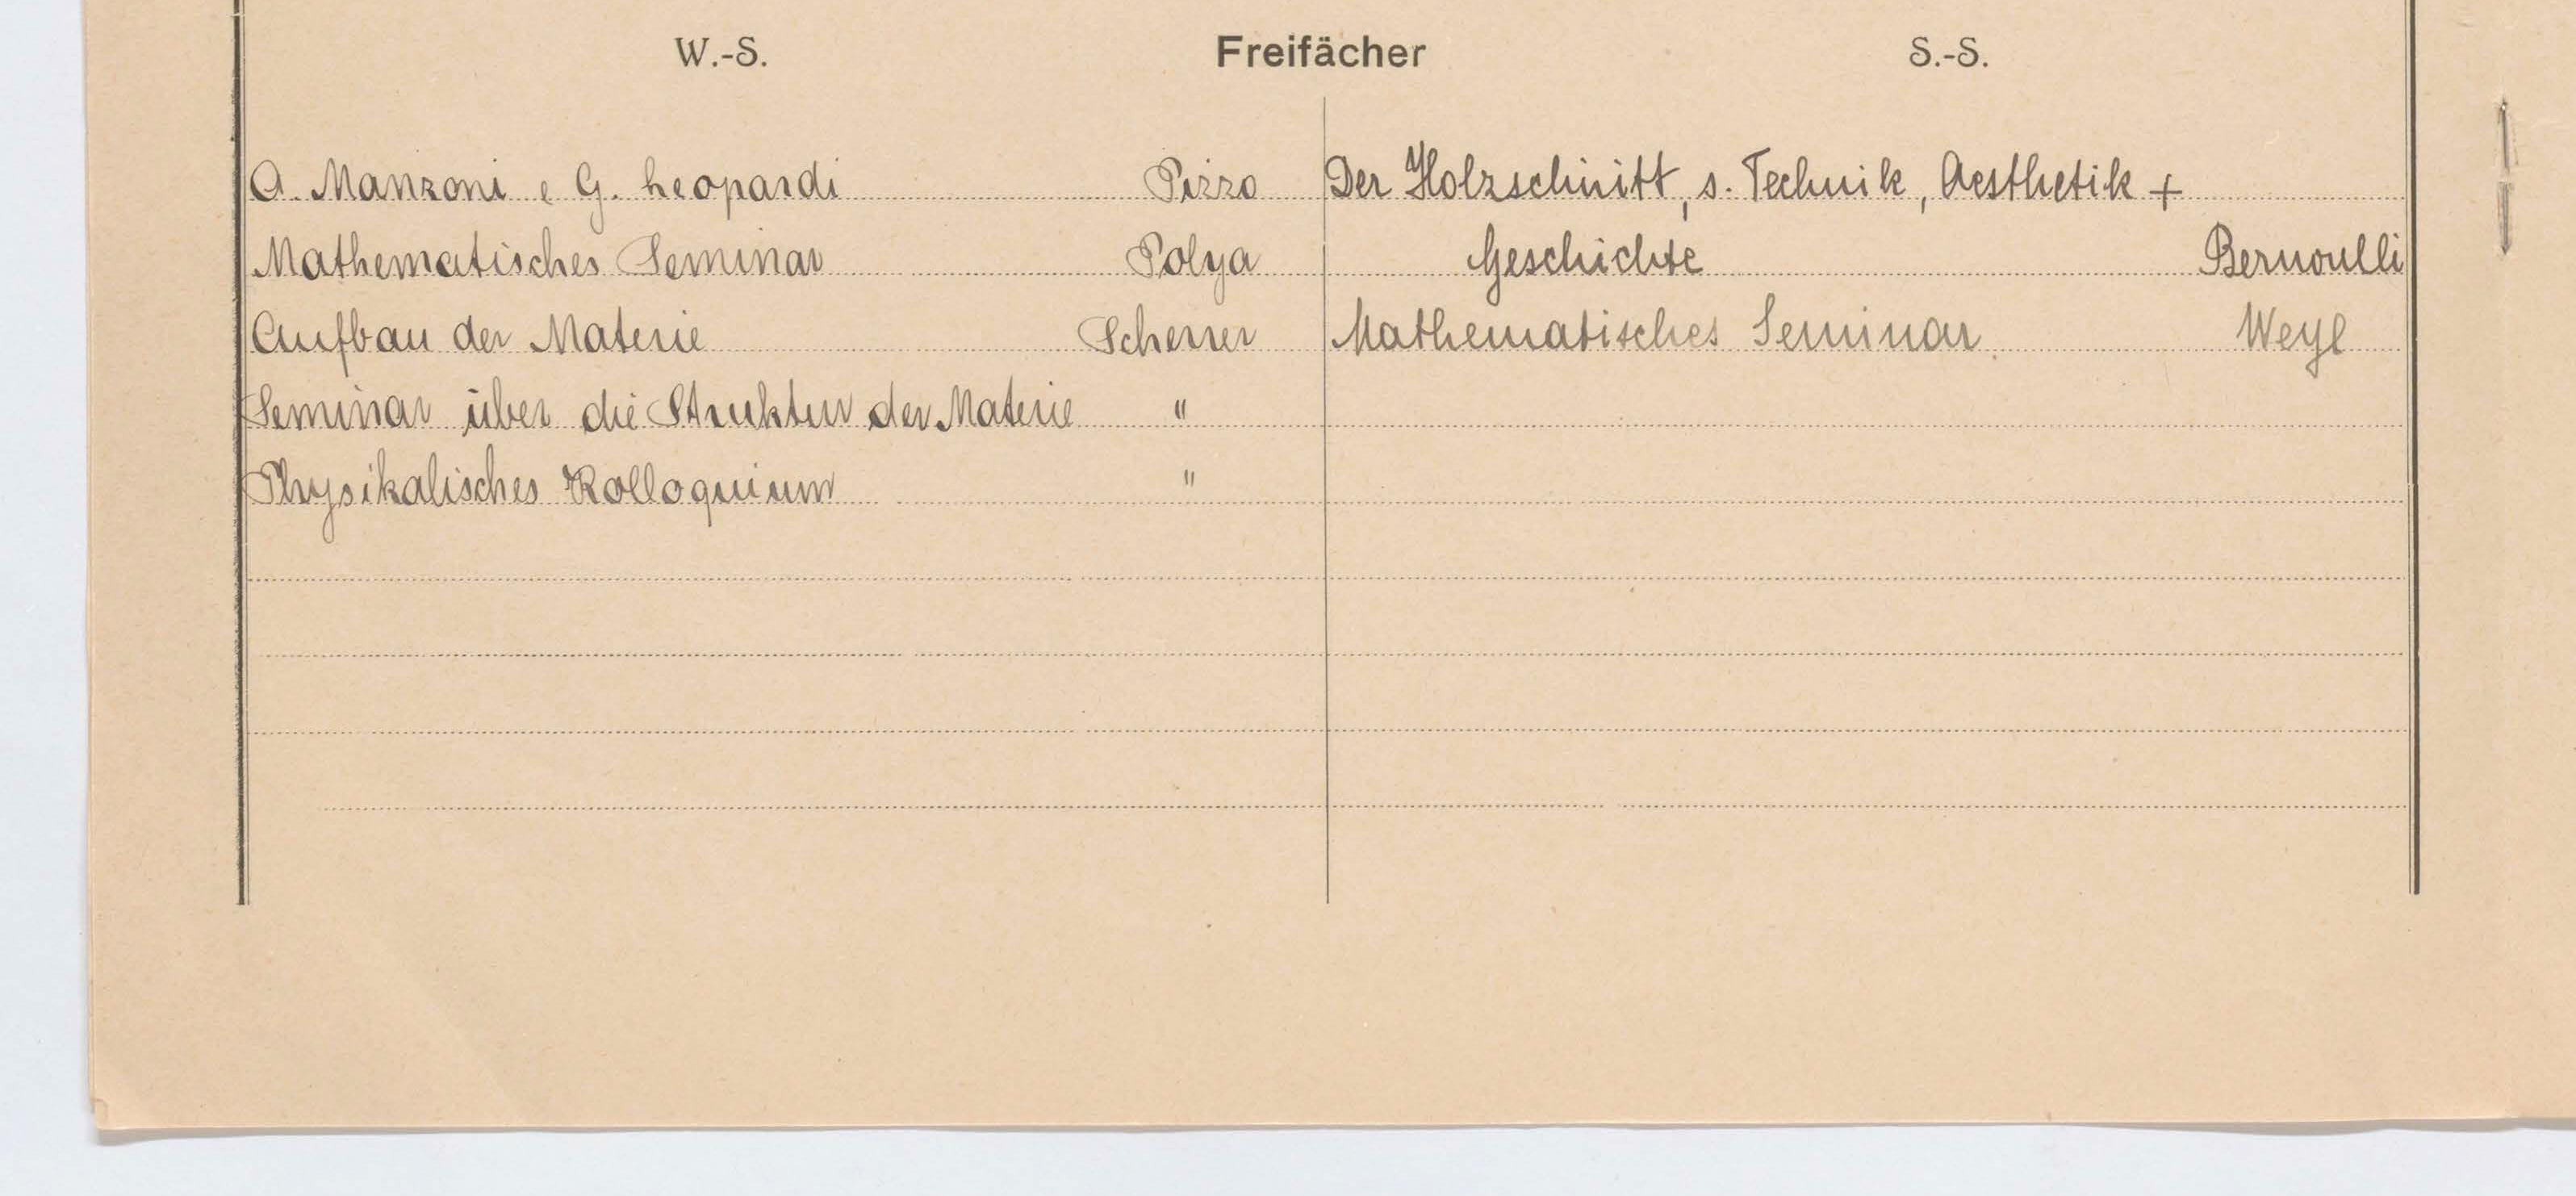 W.-S. Freifächer S.-S.
A. Manzoni e G. Leopardi Pizzo
Mathematisches Seminar Polya
Aufbau der Materie Scherrer
Seminar über die Struktur der Materie "
Physikalisches Kolloquium "
Der Holzschnitt, s. Technik, Aesthetik +
Geschichte Bernoulli
Mathematisches Seminar Weyl